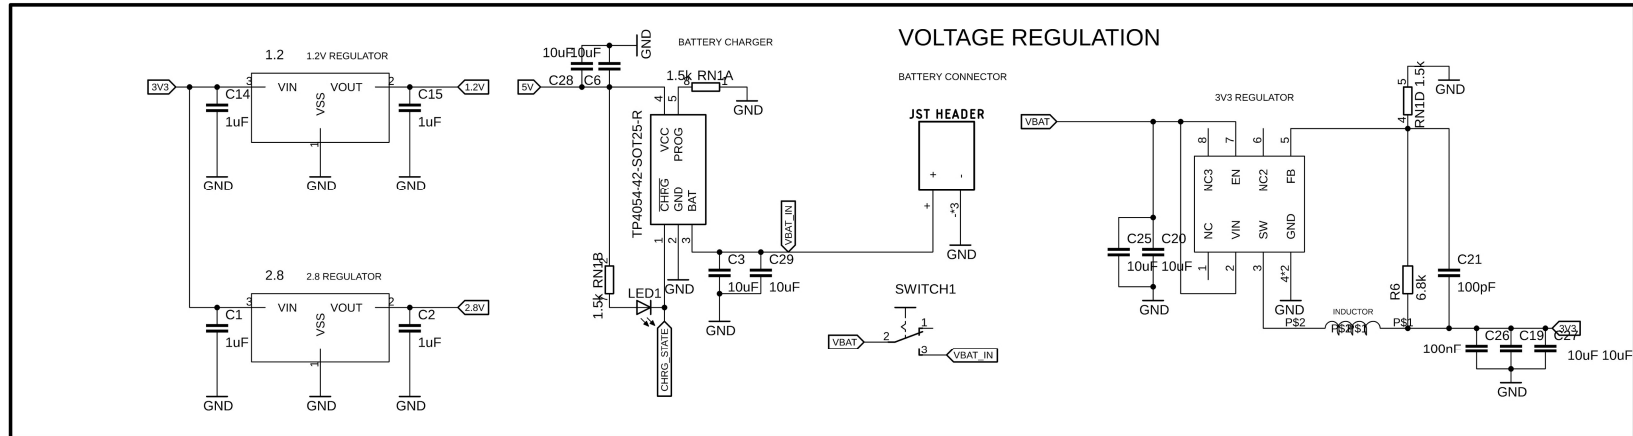 VOLTAGE REGULATION
1.2
1.2V REGULATOR
3V3
3
VIN
VOUT
2
1.2V
VSS
1
C14
1uF
C15
1uF
GND
GND
GND
2.8
2.8 REGULATOR
3
VIN
VOUT
2
2.8V
VSS
1
C1
1uF
C2
1uF
GND
GND
GND
BATTERY CHARGER
10uF
10uF
GND
5V
C28
C6
1.5k RN1A
8
1
GND
4
5
TP4054-42-SOT25-R
VCC
PROG
CHRG
GND
BAT
1
2
3
1.5k RN1B
2
7
LED1
GND
CHRG_STATE
C3
10uF
C29
10uF
GND
VBAT_IN
BATTERY CONNECTOR
JST HEADER
+
-
+
-*3
GND
SWITCH1
VBAT
2
1
3
VBAT_IN
3V3 REGULATOR
VBAT
8
7
6
5
NC3
EN
NC2
FB
NC
VIN
SW
GND
1
2
3
4*2
C25
10uF
C20
10uF
GND
GND
5
RN1D 1.5k
4
GND
R6
6.8k
C21
100pF
INDUCTOR
P$2
P$2
P$1
P$1
3V3
100nF
C26
C19
C27
10uF
10uF
GND